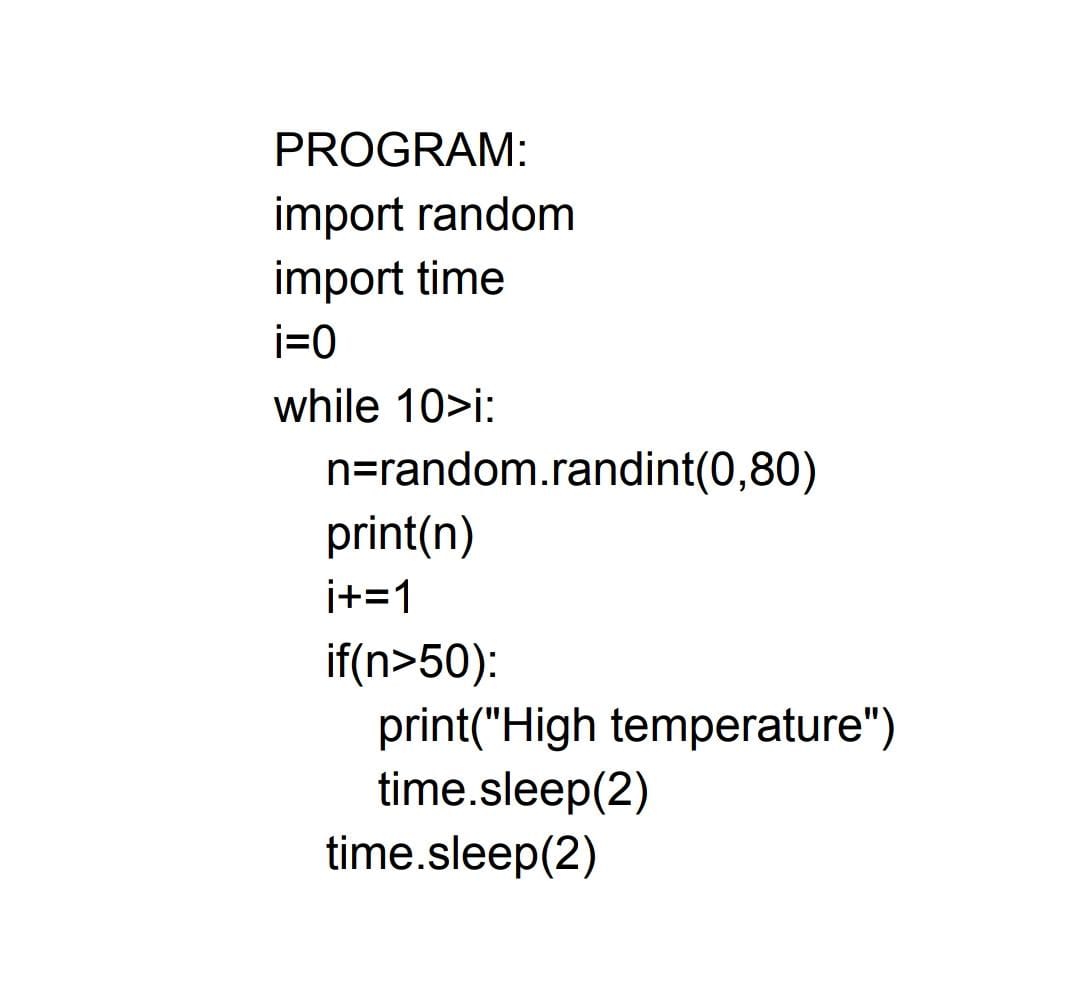 PROGRAM:
import random
import time
i=0
while 10>i:
n=random.randint(0,80)
print(n)
i+=1
if(n>50):
print("High temperature")
time.sleep(2)
time.sleep(2)